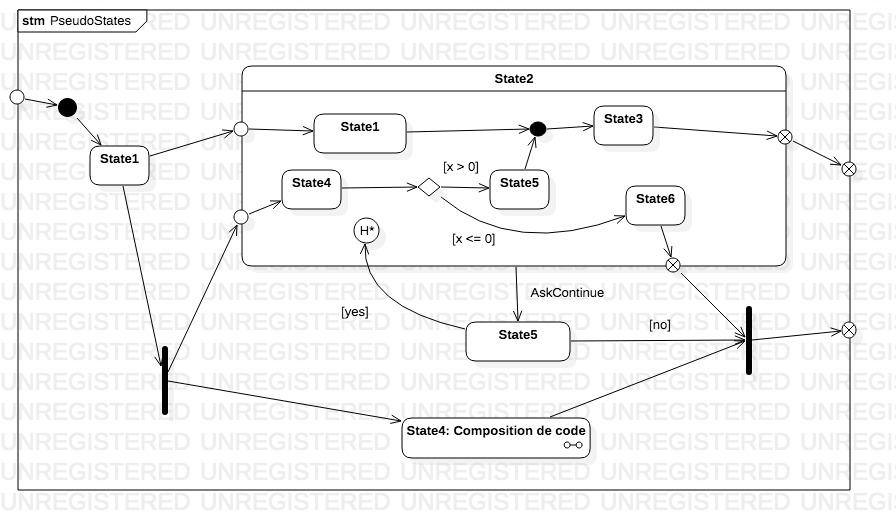 stm PseudoStates
State2
State1
State3
State1
[x > 0]
State4
State5
State6
H*
[x <= 0]
AskContinue
[yes]
[no]
State5
State4: Composition de code
UNREGISTERED UNREGISTERED UNREGISTERED UNREGISTERED UNREGISTERED